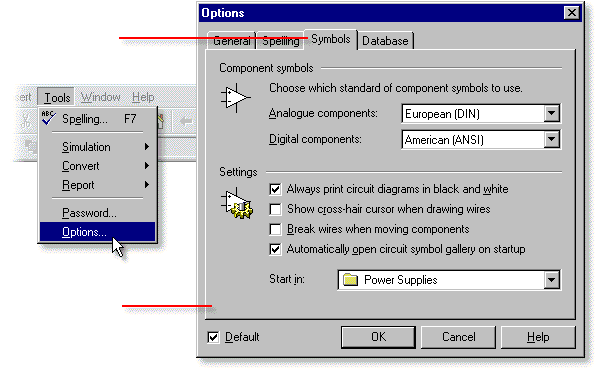 Options
General
Spelling
Symbols
Database
Component symbols
Choose which standard of component symbols to use.
Analogue components: European (DIN)
Digital components: American (ANSI)
Settings
Always print circuit diagrams in black and white
Show cross-hair cursor when drawing wires
Break wires when moving components
Automatically open circuit symbol gallery on startup
Start in: Power Supplies
Default
OK
Cancel
Help
ert Tools Window Help
ABC Spelling... F7
Simulation
Convert
Report
Password...
Options...